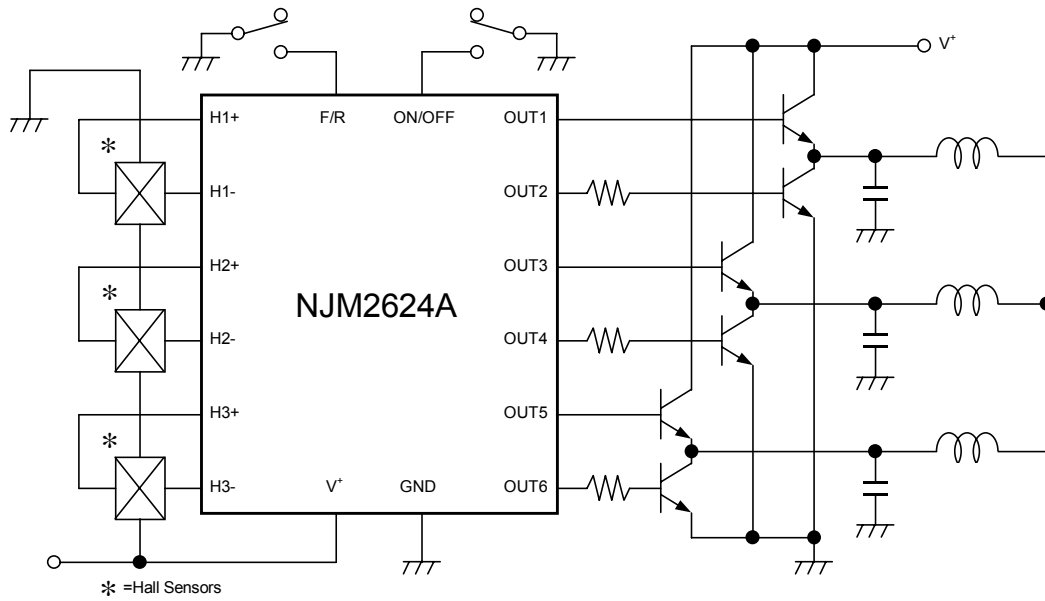 V⁺
H1+
F/R
ON/OFF
OUT1
*
H1-
OUT2
H2+
OUT3
*
NJM2624A
H2-
OUT4
H3+
OUT5
*
H3-
V⁺
GND
OUT6
* =Hall Sensors